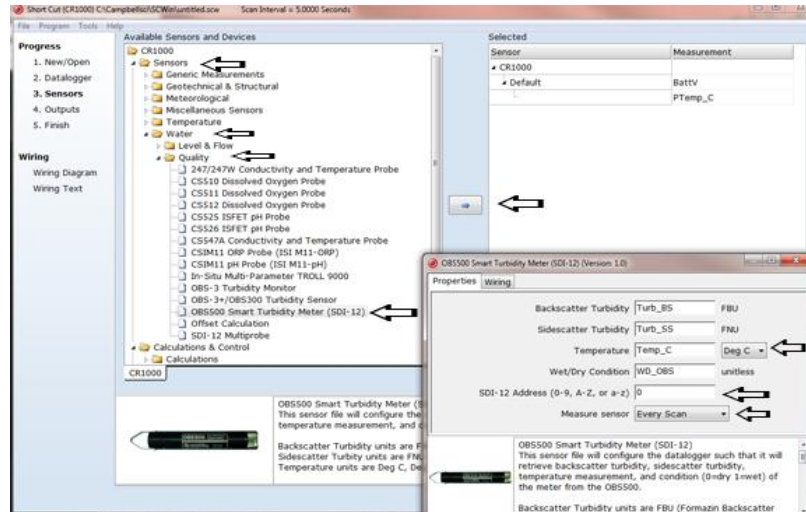 Short Cut (CR1000) C:\Campbellsci\SCWin\untitled.scw Scan Interval = 5.0000 Seconds
File Program Tools Help
Progress
1. New/Open
2. Datalogger
3. Sensors
4. Outputs
5. Finish
Wiring
Wiring Diagram
Wiring Text
Available Sensors and Devices
CR1000
Sensors
Generic Measurements
Geotechnical & Structural
Meteorological
Miscellaneous Sensors
Temperature
Water
Level & Flow
Quality
247/247W Conductivity and Temperature Probe
CS510 Dissolved Oxygen Probe
CS511 Dissolved Oxygen Probe
CS512 Dissolved Oxygen Probe
CS525 ISFET pH Probe
CS526 ISFET pH Probe
CS547A Conductivity and Temperature Probe
CSIM11 ORP Probe (ISI M11-ORP)
CSIM11 pH Probe (ISI M11-pH)
In-Situ Multi-Parameter TROLL 9000
OBS-3 Turbidity Monitor
OBS-3+/OBS300 Turbidity Sensor
OBS500 Smart Turbidity Meter (SDI-12)
Offset Calculation
SDI-12 Multiprobe
Calculations & Control
Calculations
CR1000
Selected
Sensor Measurement
CR1000
Default BattV
PTemp_C
OBS500 Smart Turbidity Meter (S
This sensor file will configure the
temperature measurement, and c
Backscatter Turbidity units are F
Sidescatter Turbity units are FN
Temperature units are Deg C, De
OBS500 Smart Turbidity Meter (SDI-12) (Version: 1.0)
Properties Wiring
Backscatter Turbidity Turb_BS FBU
Sidescatter Turbidity Turb_SS FNU
Temperature Temp_C Deg C
Wet/Dry Condition WD_OBS unitless
SDI-12 Address (0-9, A-Z, or a-z) 0
Measure sensor Every Scan
OBS500 Smart Turbidity Meter (SDI-12)
This sensor file will configure the datalogger such that it will
retrieve backscatter turbidity, sidescatter turbidity,
temperature measurement, and condition (0=dry 1=wet) of
the meter from the OBS500.
Backscatter Turbidity units are FBU (Formazin Backscatter